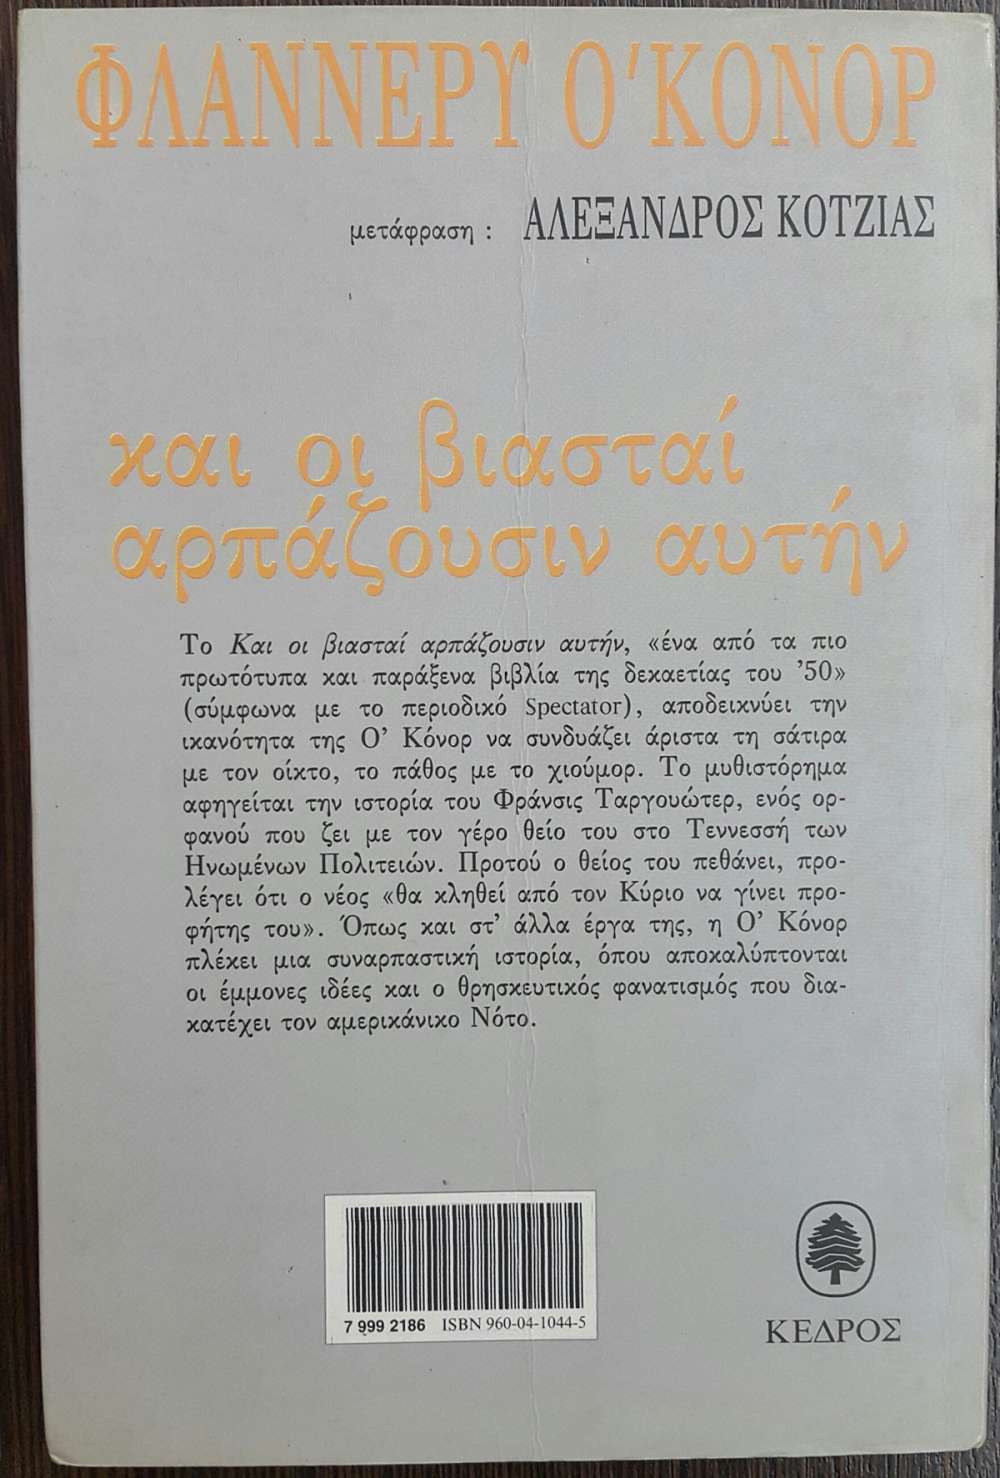 ΦΛΑΝΝΕΡΥ Ο'ΚΟΝΟΡ
μετάφραση : ΑΛΕΞΑΝΔΡΟΣ ΚΟΤΖΙΑΣ
και οι βιασταί
αρπάζουσιν αυτήν
Το Και οι βιασταί αρπάζουσιν αυτήν, «ένα από τα πιο
πρωτότυπα και παράξενα βιβλία της δεκαετίας του '50»
(σύμφωνα με το περιοδικό Spectator), αποδεικνύει την
ικανότητα της Ο' Κόνορ να συνδυάζει άριστα τη σάτιρα
με τον οίκτο, το πάθος με το χιούμορ. Το μυθιστόρημα
αφηγείται την ιστορία του Φράνσις Ταργουώτερ, ενός ορ-
φανού που ζει με τον γέρο θείο του στο Τεννεσσή των
Ηνωμένων Πολιτειών. Προτού ο θείος του πεθάνει, προ-
λέγει ότι ο νέος «θα κληθεί από τον Κύριο να γίνει προ-
φήτης του». Όπως και στ' άλλα έργα της, η Ο' Κόνορ
πλέκει μια συναρπαστική ιστορία, όπου αποκαλύπτονται
οι έμμονες ιδέες και ο θρησκευτικός φανατισμός που δια-
κατέχει τον αμερικάνικο Νότο.
7 999 2186 ISBN 960-04-1044-5
ΚΕΔΡΟΣ